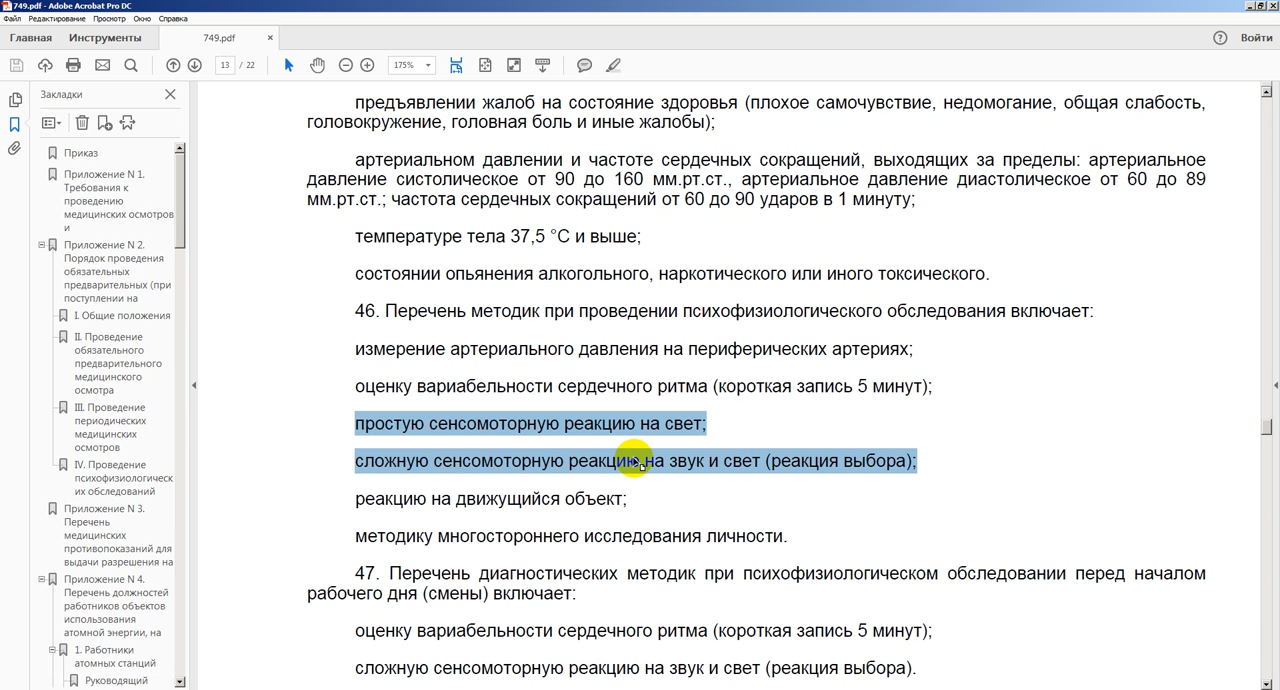 749.pdf - Adobe Acrobat Pro DC
Файл Редактирование Просмотр Окно Справка
Главная Инструменты 749.pdf × Войти
13 / 22 175%
Закладки
Приказ
Приложение N 1.
Требования к
проведению
медицинских осмотров
и
Приложение N 2.
Порядок проведения
обязательных
предварительных (при
поступлении на
I. Общие положения
II. Проведение
обязательного
предварительного
медицинского
осмотра
III. Проведение
периодических
медицинских
осмотров
IV. Проведение
психофизиологическ
их обследований
Приложение N 3.
Перечень
медицинских
противопоказаний для
выдачи разрешения на
Приложение N 4.
Перечень должностей
работников объектов
использования
атомной энергии, на
1. Работники
атомных станций
Руководящий
предъявлении жалоб на состояние здоровья (плохое самочувствие, недомогание, общая слабость,
головокружение, головная боль и иные жалобы);
артериальном давлении и частоте сердечных сокращений, выходящих за пределы: артериальное
давление систолическое от 90 до 160 мм.рт.ст., артериальное давление диастолическое от 60 до 89
мм.рт.ст.; частота сердечных сокращений от 60 до 90 ударов в 1 минуту;
температуре тела 37,5 °C и выше;
состоянии опьянения алкогольного, наркотического или иного токсического.
46. Перечень методик при проведении психофизиологического обследования включает:
измерение артериального давления на периферических артериях;
оценку вариабельности сердечного ритма (короткая запись 5 минут);
простую сенсомоторную реакцию на свет;
сложную сенсомоторную реакцию на звук и свет (реакция выбора);
реакцию на движущийся объект;
методику многостороннего исследования личности.
47. Перечень диагностических методик при психофизиологическом обследовании перед началом
рабочего дня (смены) включает:
оценку вариабельности сердечного ритма (короткая запись 5 минут);
сложную сенсомоторную реакцию на звук и свет (реакция выбора).